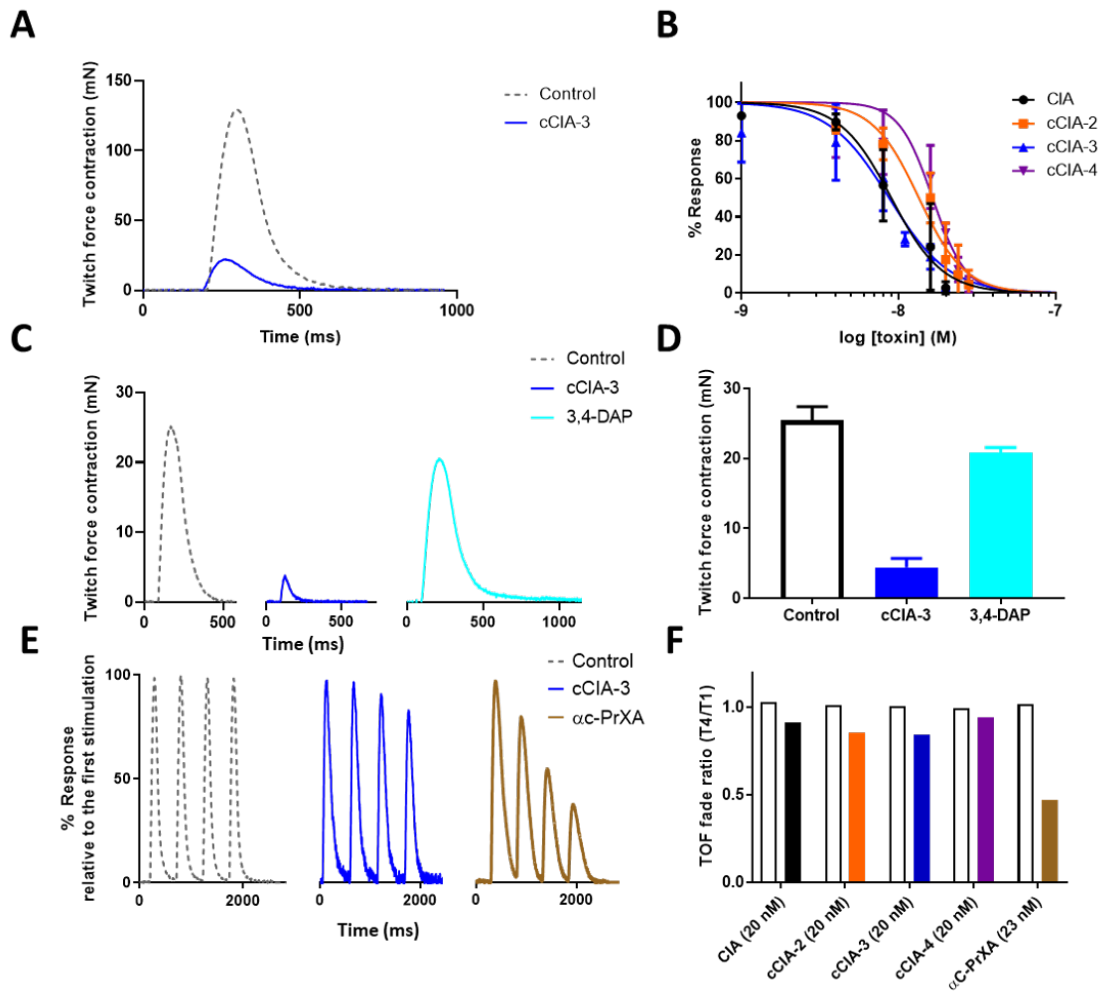 A
Twitch force contraction (mN)
150
100
50
0
0
500
1000
Time (ms)
Control
cCIA-3
B
% Response
100
80
60
40
20
0
-9
-8
-7
log [toxin] (M)
CIA
cCIA-2
cCIA-3
cCIA-4
C
Twitch force contraction (mN)
30
20
10
0
0
500
0
500
0
500
1000
Time (ms)
Control
cCIA-3
3,4-DAP
D
Twitch force contraction (mN)
30
20
10
0
Control
cCIA-3
3,4-DAP
E
% Response
relative to the first stimulation
100
50
0
0
2000
0
2000
0
2000
Time (ms)
Control
cCIA-3
αc-PrXA
F
TOF fade ratio (T4/T1)
1.0
0.5
0.0
CIA (20 nM)
cCIA-2 (20 nM)
cCIA-3 (20 nM)
cCIA-4 (20 nM)
αC-PrXA (23 nM)